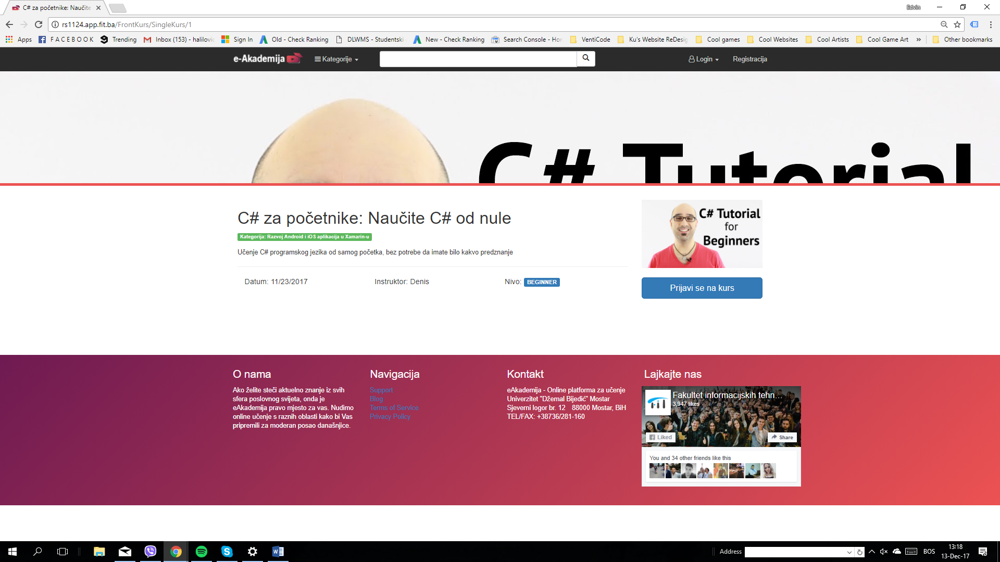 C# za početnike: Naučite
Edvin
rs1124.app.fit.ba/FrontKurs/SingleKurs/1
Apps F A C E B O O K Trending Inbox (153) - halilovic Sign In Old - Check Ranking DLWMS - Studentski New - Check Ranking Search Console - Hor VentiCode Ku's Website ReDesig Cool games Cool Websites Cool Artists Cool Game Art » Other bookmarks
e-Akademija Kategorije Login Registracija
C# Tutorial
C# Tutorial
for
Beginners
C# za početnike: Naučite C# od nule
Kategorija: Razvoj Android i iOS aplikacija u Xamarin-u
Učenje C# programskog jezika od samog početka, bez potrebe da imate bilo kakvo predznanje
Datum: 11/23/2017 Instruktor: Denis Nivo: BEGINNER
Prijavi se na kurs
O nama
Ako želite steči aktuelno znanje iz svih
sfera poslovnog svijeta, onda je
eAkademija pravo mjesto za vas. Nudimo
online učenje s raznih oblasti kako bi Vas
pripremili za moderan posao današnjice.
Navigacija
Support
Blog
Terms of Service
Privacy Policy
Kontakt
eAkademija - Online platforma za učenje
Univerzitet "Džemal Bijedić" Mostar
Sjeverni logor br. 12 88000 Mostar, BiH
TEL/FAX: +38736/281-160
Lajkajte nas
FIT
Fakultet informacijskih tehn...
3,947 likes
Liked Share
You and 34 other friends like this
Address BOS 13:18
13-Dec-17